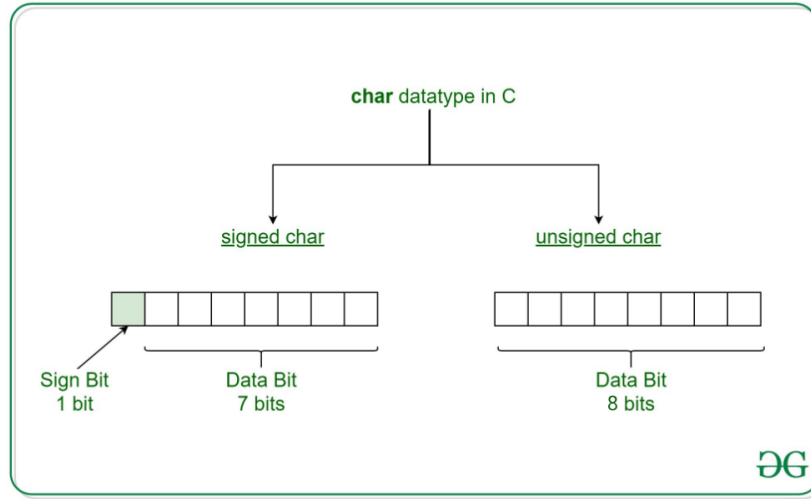 char datatype in C
signed char
unsigned char
Sign Bit
1 bit
Data Bit
7 bits
Data Bit
8 bits